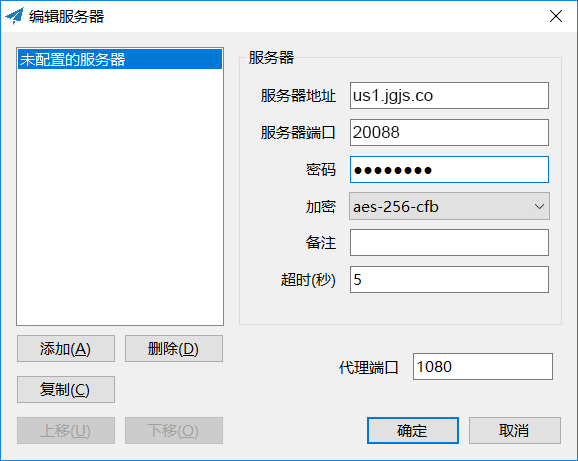 编辑服务器
未配置的服务器
服务器
服务器地址 us1.jgjs.co
服务器端口 20088
密码 ●●●●●●●●
加密 aes-256-cfb
备注
超时(秒) 5
添加(A) 删除(D)
复制(C)
上移(U) 下移(O)
代理端口 1080
确定 取消